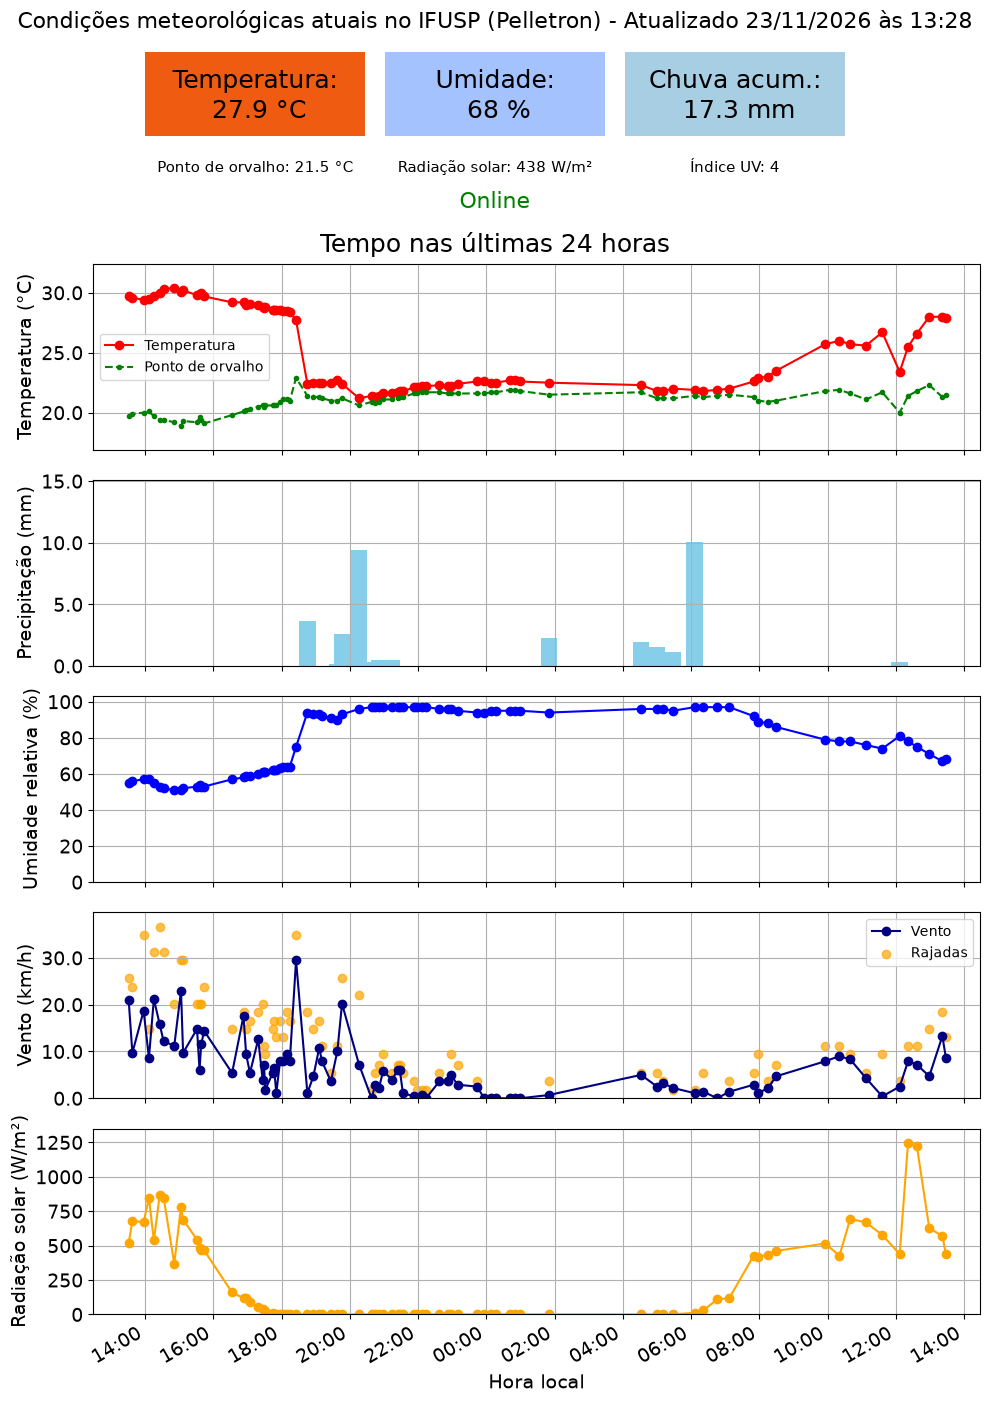 Condições meteorológicas atuais no IFUSP (Pelletron) - Atualizado 23/11/2026 às 13:28
Temperatura:
27.9 °C
Umidade:
68 %
Chuva acum.:
17.3 mm
Ponto de orvalho: 21.5 °C
Radiação solar: 438 W/m²
Índice UV: 4
Online
Tempo nas últimas 24 horas
Temperatura (°C)
30.0
25.0
20.0
Temperatura
Ponto de orvalho
Precipitação (mm)
15.0
10.0
5.0
0.0
Umidade relativa (%)
100
80
60
40
20
0
Vento (km/h)
30.0
20.0
10.0
0.0
Vento
Rajadas
Radiação solar (W/m²)
1250
1000
750
500
250
0
14:00 16:00 18:00 20:00 22:00 00:00 02:00 04:00 06:00 08:00 10:00 12:00 14:00
Hora local